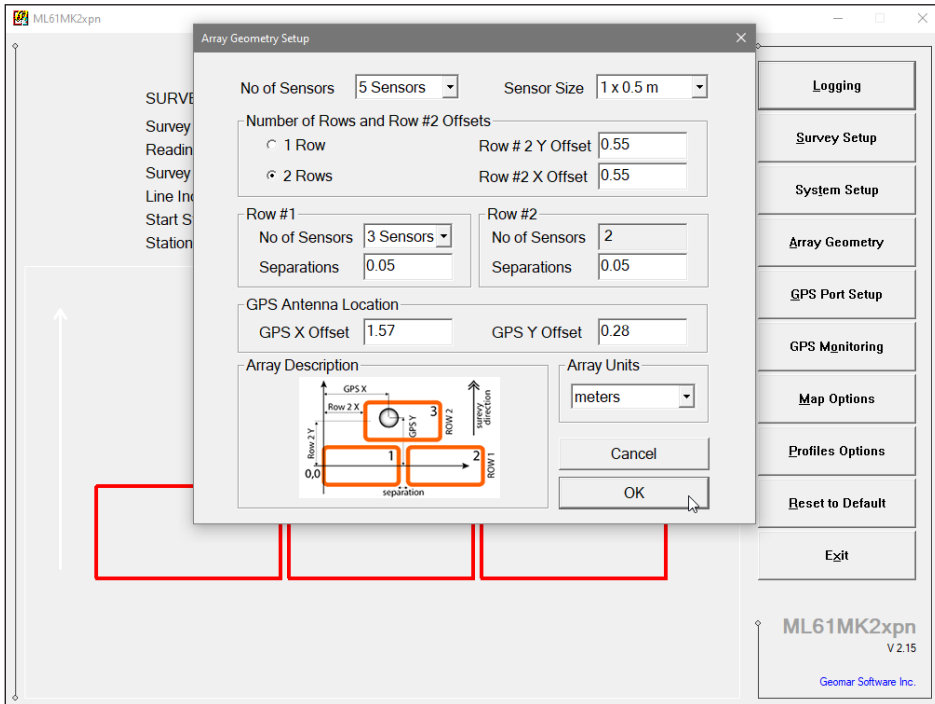 ML61MK2xpn
Array Geometry Setup
No of Sensors 5 Sensors Sensor Size 1 x 0.5 m
Number of Rows and Row #2 Offsets
1 Row Row # 2 Y Offset 0.55
2 Rows Row #2 X Offset 0.55
Row #1 Row #2
No of Sensors 3 Sensors No of Sensors 2
Separations 0.05 Separations 0.05
GPS Antenna Location
GPS X Offset 1.57 GPS Y Offset 0.28
Array Description Array Units
GPS X
Row 2 X
3
Row 2 Y
GPS Y
ROW 2
surevy
direction
1 2
ROW 1
0,0
separation
meters
Cancel
OK
Survey
Readin
Survey
Line In
Start S
Station
Logging
Survey Setup
System Setup
Array Geometry
GPS Port Setup
GPS Monitoring
Map Options
Profiles Options
Reset to Default
Exit
ML61MK2xpn
V 2.15
Geomar Software Inc.